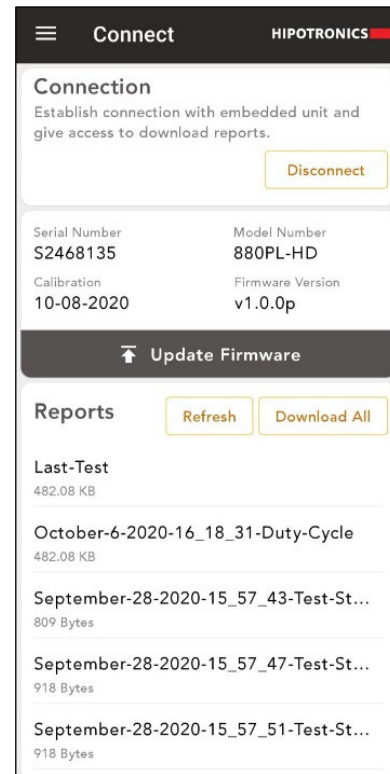 Connect
HIPOTRONICS
Connection
Establish connection with embedded unit and
give access to download reports.
Disconnect
Serial Number
S2468135
Model Number
880PL-HD
Calibration
10-08-2020
Firmware Version
v1.0.0p
Update Firmware
Reports
Refresh
Download All
Last-Test
482.08 KB
October-6-2020-16_18_31-Duty-Cycle
482.08 KB
September-28-2020-15_57_43-Test-St...
809 Bytes
September-28-2020-15_57_47-Test-St...
918 Bytes
September-28-2020-15_57_51-Test-St...
918 Bytes